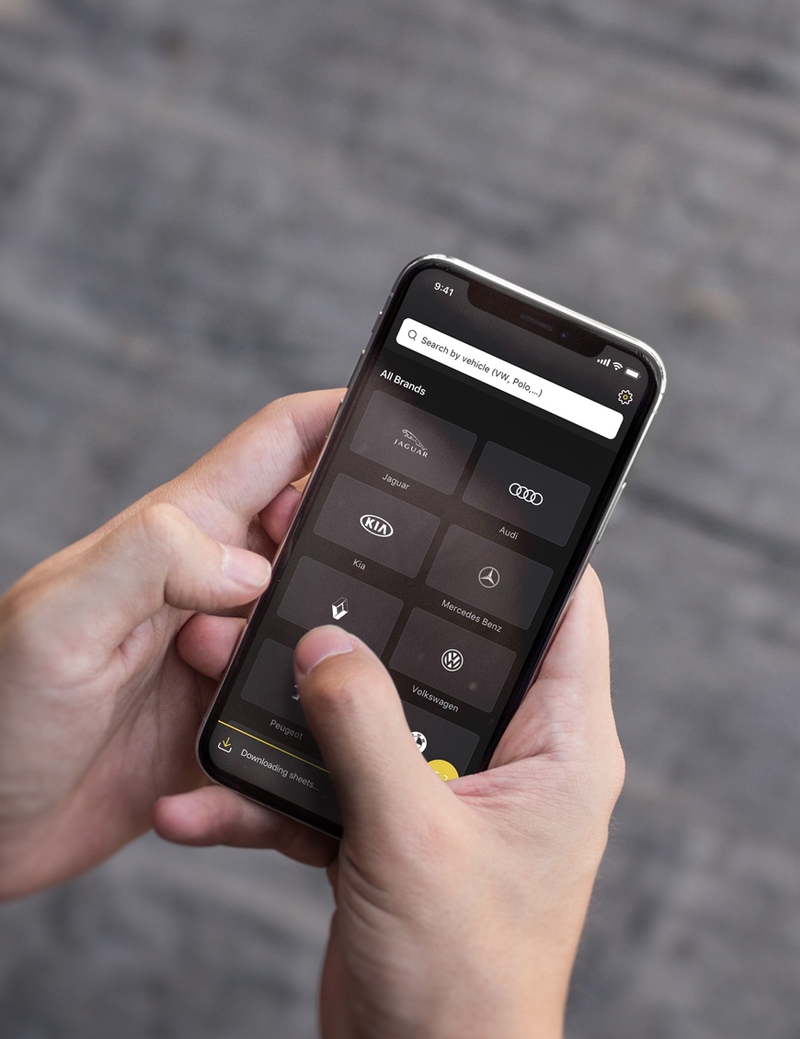 9:41
Search by vehicle (VW, Polo,...)
All Brands
JAGUAR
Jaguar
Audi
KIA
Kia
Mercedes Benz
Volkswagen
Peugeot
Downloading sheets...